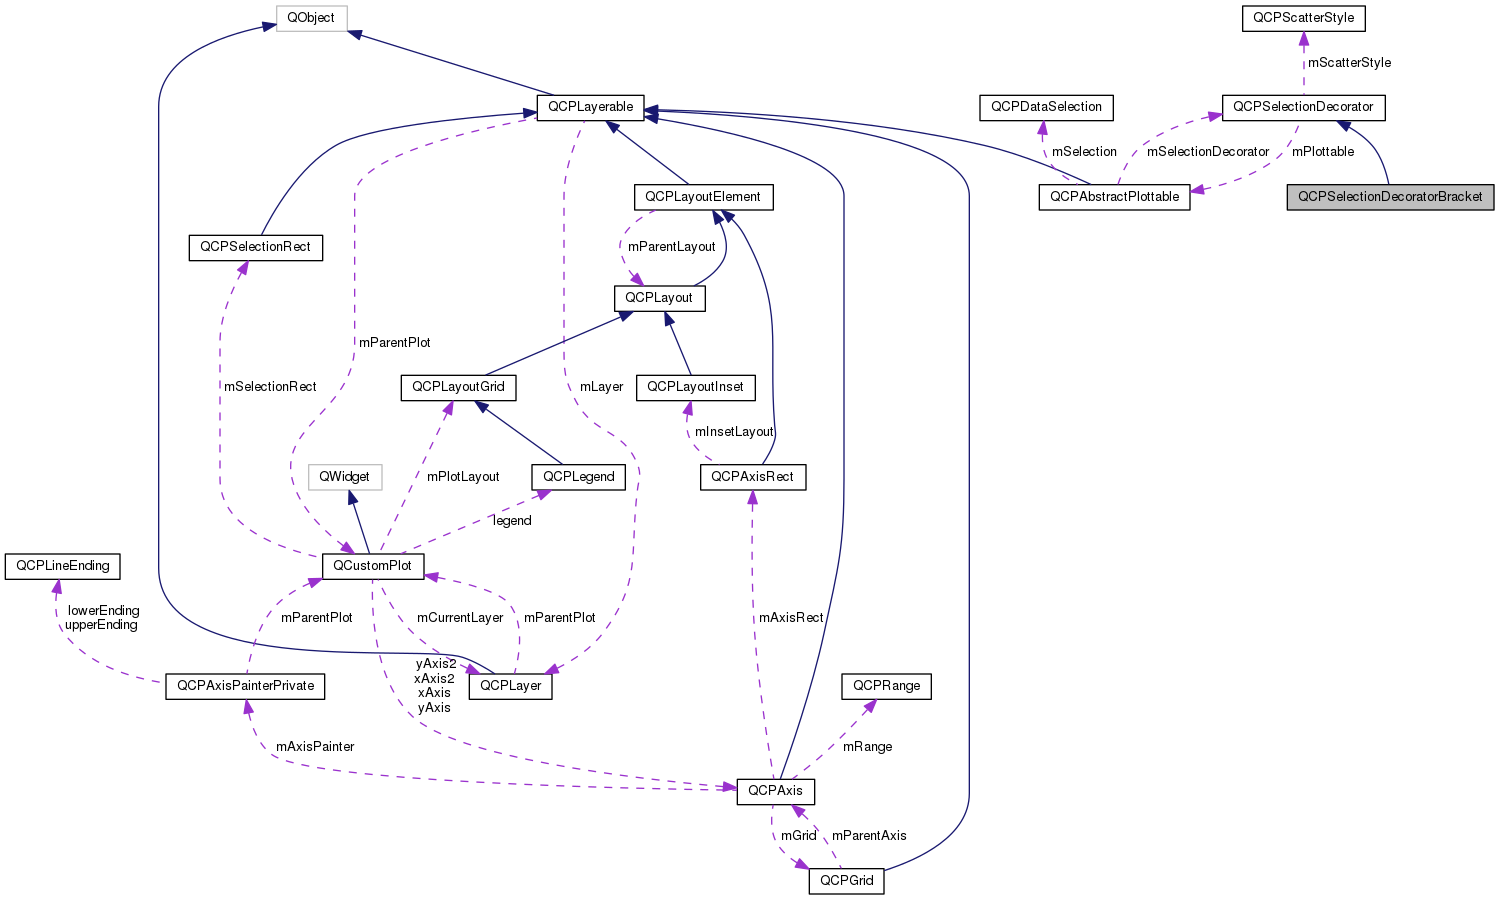 QObject
QCPScatterStyle
mScatterStyle
QCPLayerable
QCPDataSelection
QCPSelectionDecorator
mSelection
mSelectionDecorator
mPlottable
QCPLayoutElement
QCPAbstractPlottable
QCPSelectionDecoratorBracket
QCPSelectionRect
mParentLayout
QCPLayout
mParentPlot
mSelectionRect
QCPLayoutGrid
mLayer
QCPLayoutInset
mInsetLayout
QWidget
mPlotLayout
QCPLegend
QCPAxisRect
legend
QCPLineEnding
QCustomPlot
lowerEnding
upperEnding
mParentPlot
mCurrentLayer
mParentPlot
mAxisRect
yAxis2
xAxis2
xAxis
yAxis
QCPAxisPainterPrivate
QCPLayer
QCPRange
mAxisPainter
mRange
QCPAxis
mGrid
mParentAxis
QCPGrid